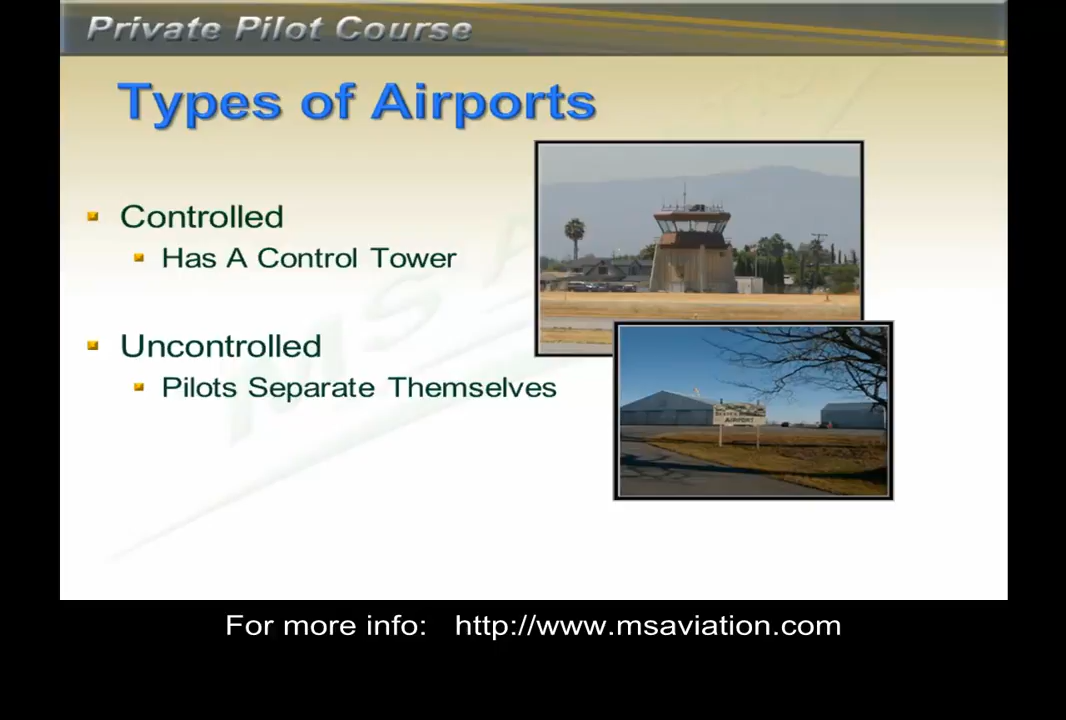 Private Pilot Course
Types of Airports
Controlled
Has A Control Tower
Uncontrolled
Pilots Separate Themselves
AIRPORT
For more info: http://www.msaviation.com